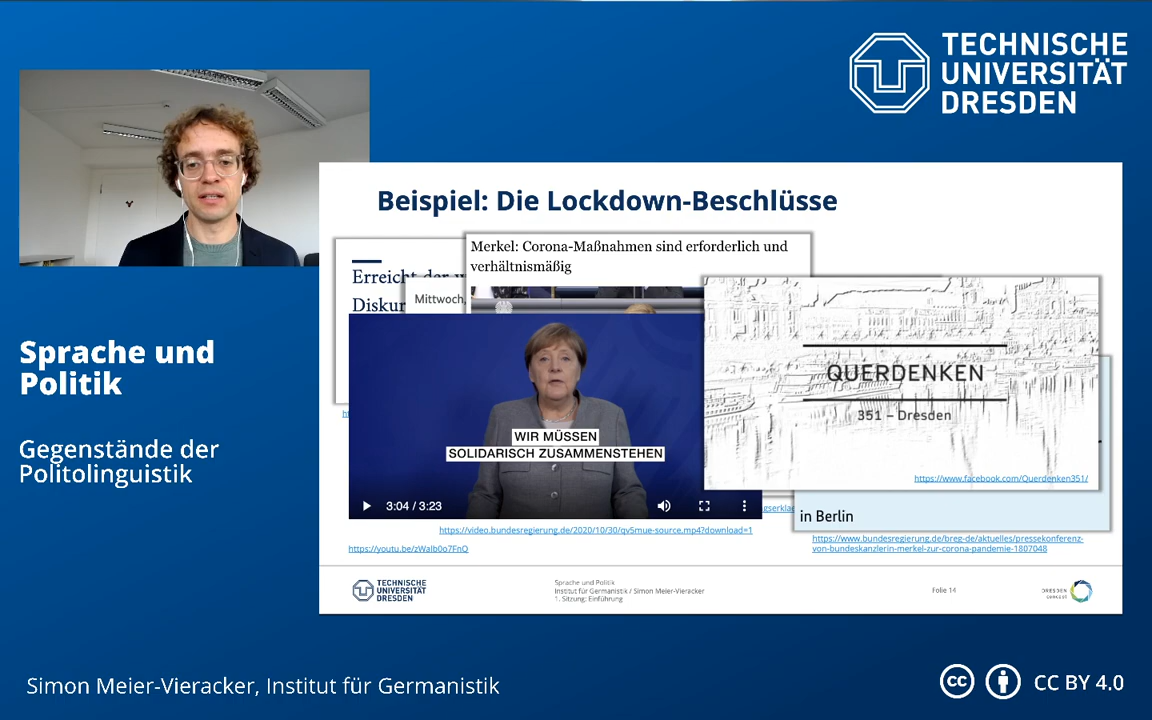 TECHNISCHE
UNIVERSITÄT
DRESDEN
Beispiel: Die Lockdown-Beschlüsse
Merkel: Corona-Maßnahmen sind erforderlich und
verhältnismäßig
Erreicht der
Diskur
Mittwoch,
QUERDENKEN
351 – Dresden
https://www.facebook.com/Querdenken351/
WIR MÜSSEN
SOLIDARISCH ZUSAMMENSTEHEN
3:04 / 3:23
in Berlin
https://video.bundesregierung.de/2020/10/30/qv5mue-source.mp4?download=1
https://youtu.be/zWalb0o7FnQ
https://www.bundesregierung.de/breg-de/aktuelles/pressekonferenz-
von-bundeskanzlerin-merkel-zur-corona-pandemie-1807048
TECHNISCHE
UNIVERSITÄT
DRESDEN
Sprache und Politik
Institut für Germanistik / Simon Meier-Vieracker
1. Sitzung: Einführung
Folie 14
DRESDEN
concept
Sprache und
Politik
Gegenstände der
Politolinguistik
Simon Meier-Vieracker, Institut für Germanistik
cc
CC BY 4.0